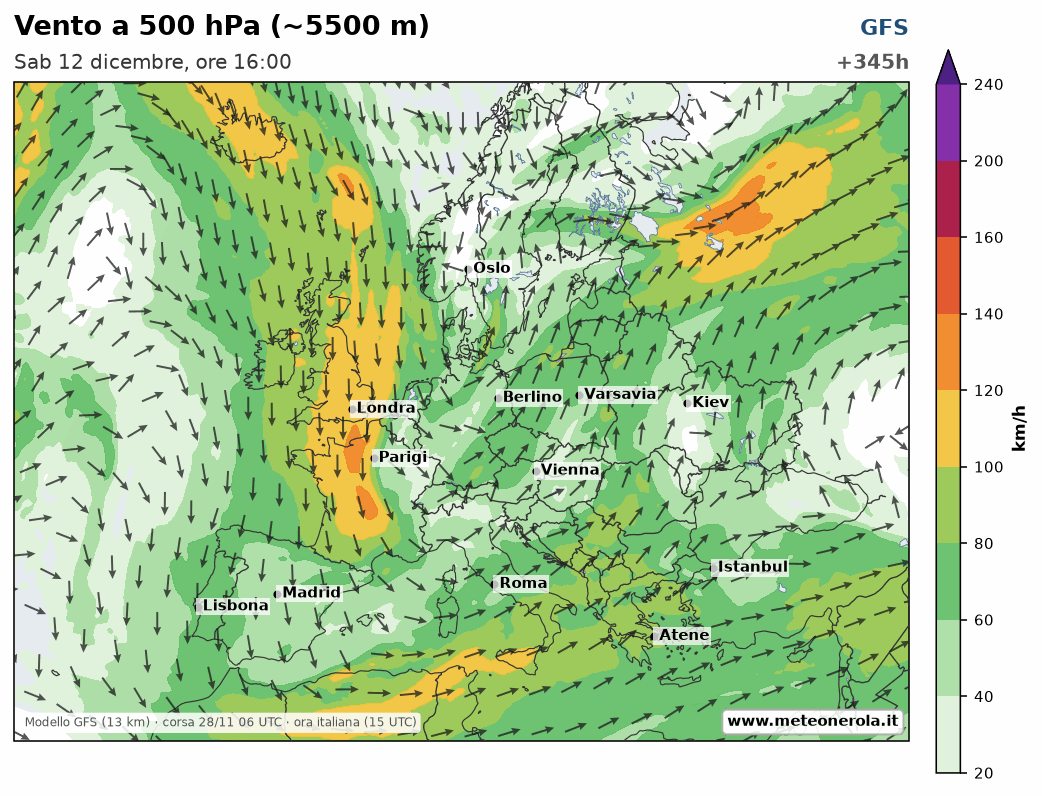 Vento a 500 hPa (~5500 m)
GFS
Sab 12 dicembre, ore 16:00
+345h
240
200
160
140
120
100
80
60
40
20
km/h
Oslo
Berlino
Varsavia
Kiev
Londra
Parigi
Vienna
Istanbul
Roma
Madrid
Lisbona
Atene
Modello GFS (13 km) · corsa 28/11 06 UTC · ora italiana (15 UTC)
www.meteonerola.it